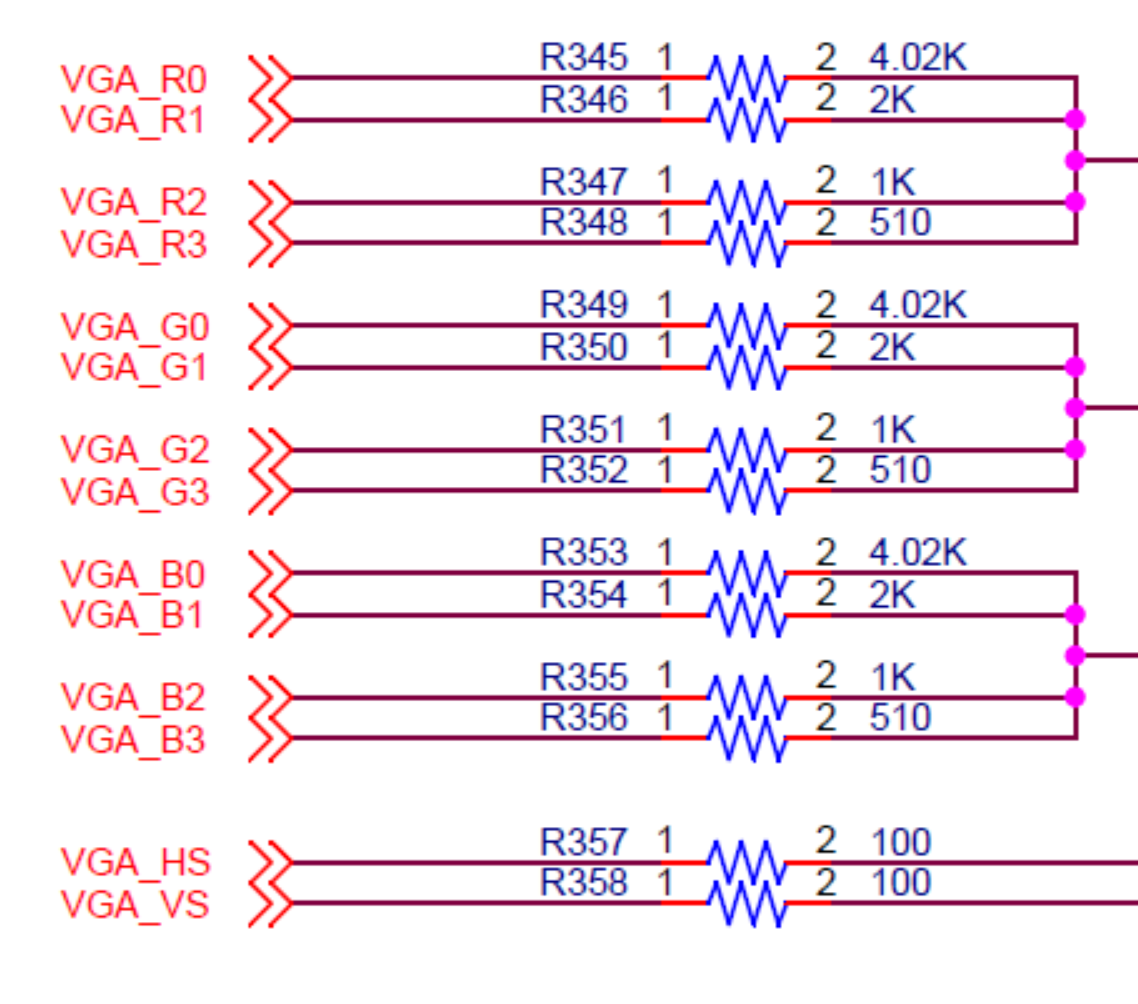 VGA_R0 R345 1 2 4.02K
VGA_R1 R346 1 2 2K
VGA_R2 R347 1 2 1K
VGA_R3 R348 1 2 510
VGA_G0 R349 1 2 4.02K
VGA_G1 R350 1 2 2K
VGA_G2 R351 1 2 1K
VGA_G3 R352 1 2 510
VGA_B0 R353 1 2 4.02K
VGA_B1 R354 1 2 2K
VGA_B2 R355 1 2 1K
VGA_B3 R356 1 2 510
VGA_HS R357 1 2 100
VGA_VS R358 1 2 100